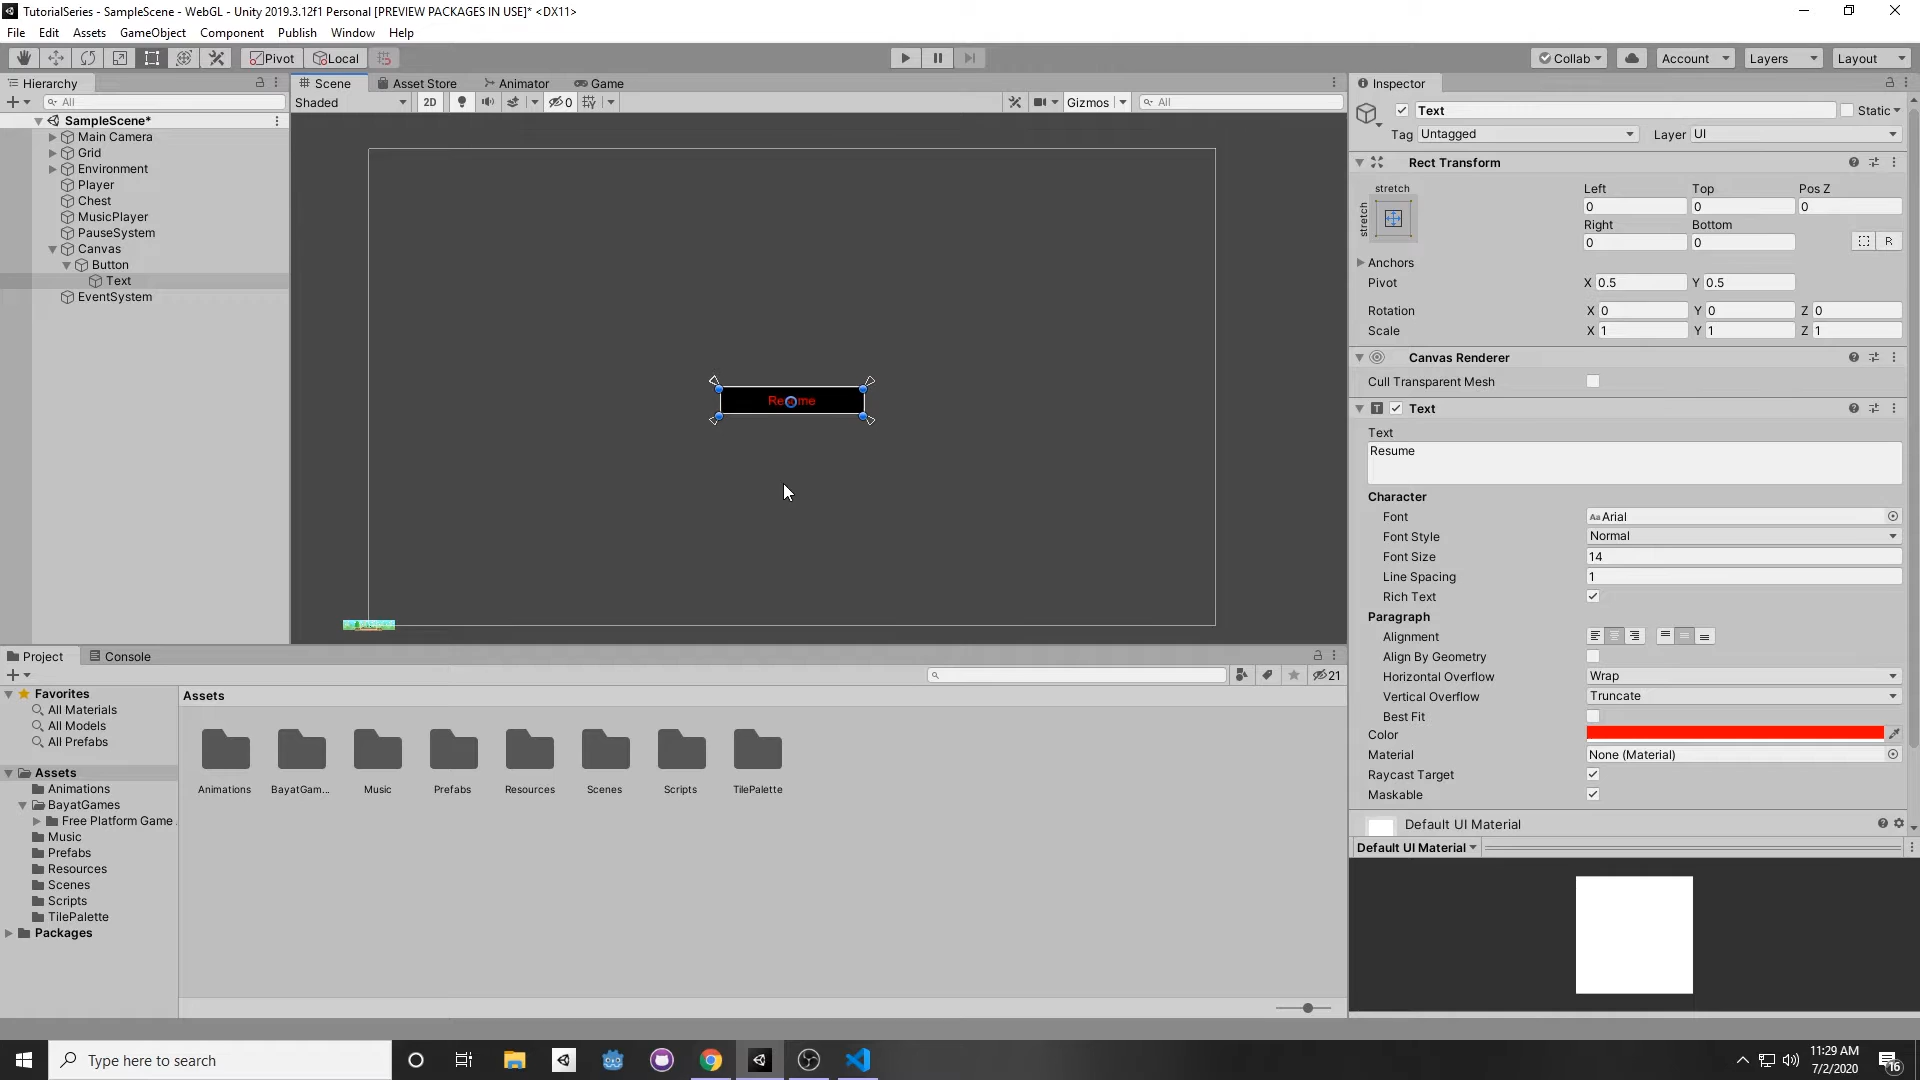 TutorialSeries - SampleScene - WebGL - Unity 2019.3.12f1 Personal [PREVIEW PACKAGES IN USE]* <DX11>
File Edit Assets GameObject Component Window Help
Pivot Local Collab Account Layers Layout
Hierarchy
All
SampleScene*
Main Camera
Grid
Environment
Player
Chest
MusicPlayer
PauseSystem
Canvas
Button
Text
EventSystem
Scene Asset Store Animator Game
Shaded 2D 0 Gizmos All
Resume
Inspector
Text Static
Tag Untagged Layer UI
Rect Transform
stretch
stretch
Left Top Pos Z
0 0 0
Right Bottom
0 0 R
Anchors
Pivot X 0.5 Y 0.5
Rotation X 0 Y 0 Z 0
Scale X 1 Y 1 Z 1
Canvas Renderer
Cull Transparent Mesh
T Text
Text
Resume
Character
Font Aa Arial
Font Style Normal
Font Size 14
Line Spacing 1
Rich Text
Paragraph
Alignment
Align By Geometry
Horizontal Overflow Wrap
Vertical Overflow Truncate
Best Fit
Color
Material None (Material)
Raycast Target
Maskable
Default UI Material
Default UI Material
Project Console
21
Favorites
All Materials
All Models
All Prefabs
Assets
Animations
BayatGames
Free Platform Game
Music
Prefabs
Resources
Scenes
Scripts
TilePalette
Packages
Assets
Animations BayatGam... Music Prefabs Resources Scenes Scripts TilePalette
Type here to search
11:29 AM
7/2/2020
16